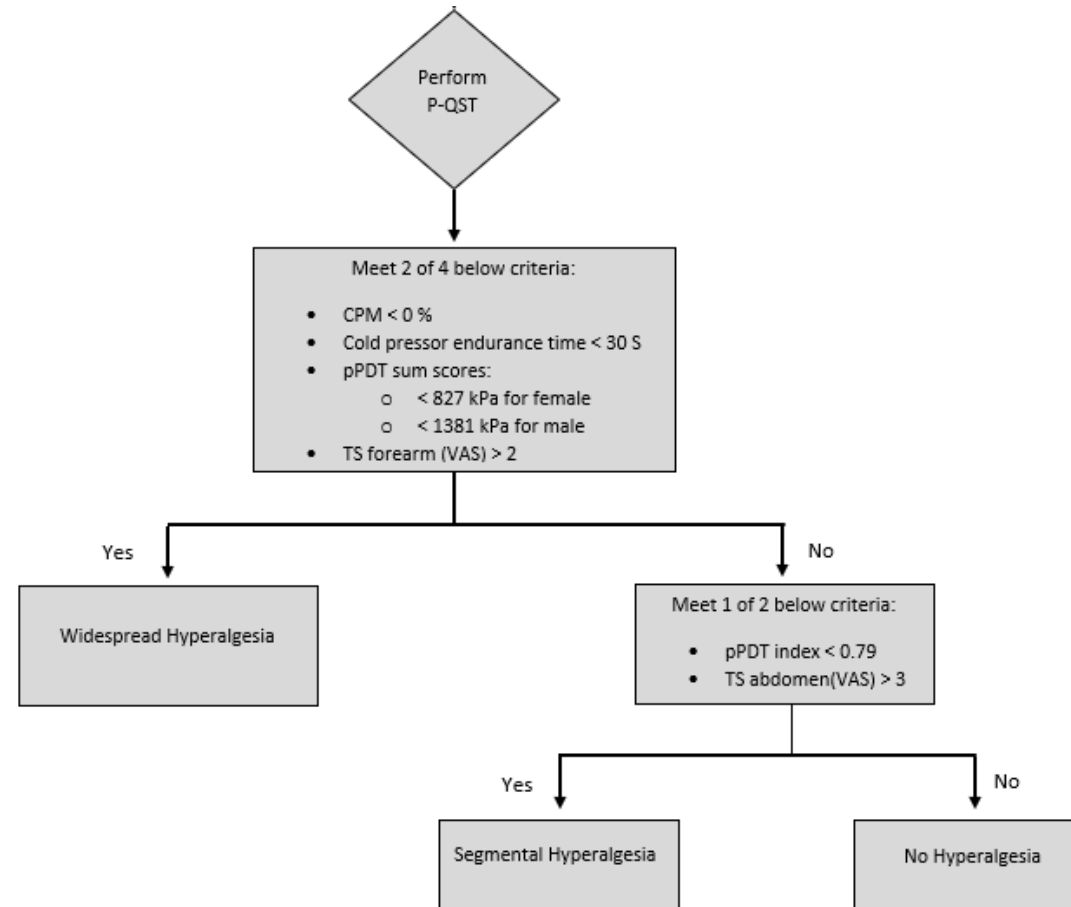 Perform
P-QST
Meet 2 of 4 below criteria:
• CPM < 0 %
• Cold pressor endurance time < 30 S
• pPDT sum scores:
o < 827 kPa for female
o < 1381 kPa for male
• TS forearm (VAS) > 2
Yes
No
Widespread Hyperalgesia
Meet 1 of 2 below criteria:
• pPDT index < 0.79
• TS abdomen(VAS) > 3
Yes
No
Segmental Hyperalgesia
No Hyperalgesia